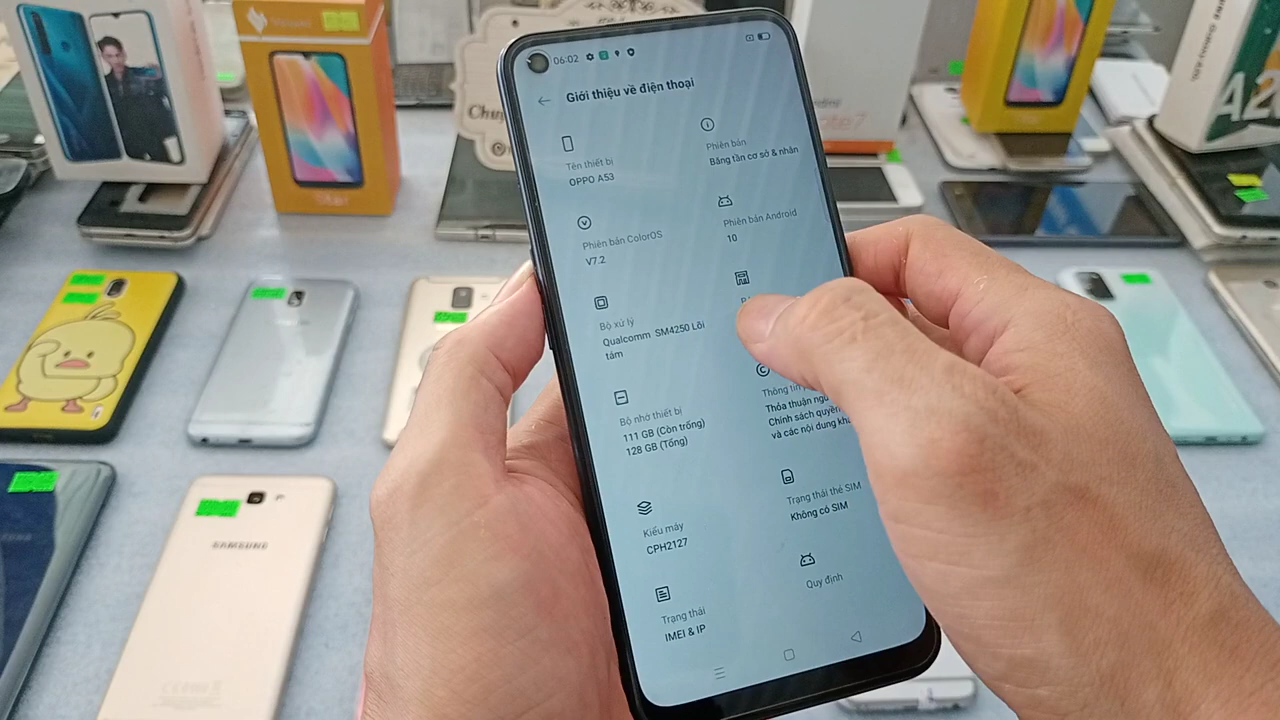 06:02
Giới thiệu về điện thoại
Tên thiết bị
OPPO A53
Phiên bản
Băng tần cơ sở & nhân
Phiên bản ColorOS
V7.2
Phiên bản Android
10
Bộ xử lý
Qualcomm SM4250 Lõi
tám
Bộ nhớ thiết bị
111 GB (Còn trống)
128 GB (Tổng)
Thông tin
Thỏa thuận
Chính sách quyền
và các nội dung
Kiểu máy
CPH2127
Trạng thái thẻ SIM
Không có SIM
Trạng thái
IMEI & IP
Quy định
SAMSUNG